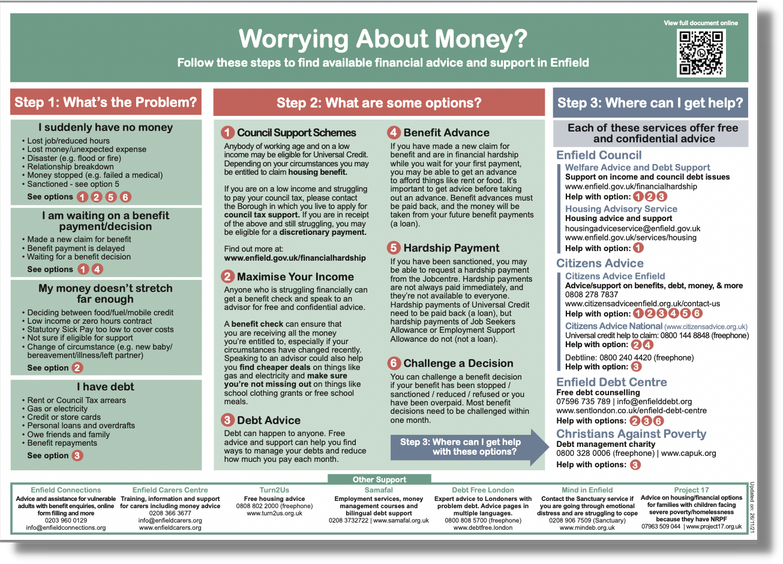 View full document online
Worrying About Money?
Follow these steps to find available financial advice and support in Enfield
Step 1: What's the Problem?
I suddenly have no money
• Lost job/reduced hours
• Lost money/unexpected expense
• Disaster (e.g. flood or fire)
• Relationship breakdown
• Money stopped (e.g. failed a medical)
• Sanctioned - see option 5
See options 1 2 5 6
I am waiting on a benefit
payment/decision
• Made a new claim for benefit
• Benefit payment is delayed
• Waiting for a benefit decision
See options 1 4
My money doesn't stretch
far enough
• Deciding between food/fuel/mobile credit
• Low income or zero hours contract
• Statutory Sick Pay too low to cover costs
• Not sure if eligible for support
• Change of circumstance (e.g. new baby/
bereavement/illness/left partner)
See option 2
I have debt
• Rent or Council Tax arrears
• Gas or electricity
• Credit or store cards
• Personal loans and overdrafts
• Owe friends and family
• Benefit repayments
See option 3
Step 2: What are some options?
1 Council Support Schemes
Anybody of working age and on a low
income may be eligible for Universal Credit.
Depending on your circumstances you may
be entitled to claim housing benefit.
If you are on a low income and struggling
to pay your council tax, please contact
the Borough in which you live to apply for
council tax support. If you are in receipt
of the above and still struggling, you may
be eligible for a discretionary payment.
Find out more at:
www.enfield.gov.uk/financialhardship
2 Maximise Your Income
Anyone who is struggling financially can
get a benefit check and speak to an
advisor for free and confidential advice.
A benefit check can ensure that
you are receiving all the money
you're entitled to, especially if your
circumstances have changed recently.
Speaking to an advisor could also help
you find cheaper deals on things like
gas and electricity and make sure
you're not missing out on things like
school clothing grants or free school
meals.
3 Debt Advice
Debt can happen to anyone. Free
advice and support can help you find
ways to manage your debts and reduce
how much you pay each month.
4 Benefit Advance
If you have made a new claim for
benefit and are in financial hardship
while you wait for your first payment,
you may be able to get an advance
to afford things like rent or food. It's
important to get advice before taking
out an advance. Benefit advances must
be paid back, and the money will be
taken from your future benefit payments
(a loan).
5 Hardship Payment
If you have been sanctioned, you may
be able to request a hardship payment
from the Jobcentre. Hardship payments
are not always paid immediately, and
they're not available to everyone.
Hardship payments of Universal Credit
need to be paid back (a loan), but
hardship payments of Job Seekers
Allowance or Employment Support
Allowance do not (not a loan).
6 Challenge a Decision
You can challenge a benefit decision
if your benefit has been stopped /
sanctioned / reduced / refused or you
have been overpaid. Most benefit
decisions need to be challenged within
one month.
Step 3: Where can I get help
with these options?
Step 3: Where can I get help?
Each of these services offer free
and confidential advice
Enfield Council
Welfare Advice and Debt Support
Support on income and council debt issues
www.enfield.gov.uk/financialhardship
Help with options: 1 2 3
Housing Advisory Service
Housing advice and support
housingadviceservice@enfield.gov.uk
www.enfield.gov.uk/services/housing
Help with option: 1
Citizens Advice
Citizens Advice Enfield
Advice/support on benefits, debt, money, & more
0808 278 7837
www.citizensadviceenfield.org.uk/contact-us
Help with option: 1 2 3 4 5 6
Citizens Advice National (www.citizensadvice.org.uk)
Universal credit help to claim: 0800 144 8848 (freephone)
Help with option: 2 4
Debtline: 0800 240 4420 (freephone)
Help with option: 3
Enfield Debt Centre
Free debt counselling
07596 735 789 | info@enfielddebt.org
www.sentlondon.co.uk/enfield-debt-centre
Help with option: 2 3 6
Christians Against Poverty
Debt management charity
0800 328 0006 (freephone) | www.capuk.org
Help with options: 3
Other Support
Enfield Connections
Advice and assistance for vulnerable
adults with benefit enquiries, online
form filling and more
0203 960 0129
info@enfieldconnections.org
Enfield Carers Centre
Training, information and support
for carers including money advice
0208 366 3677
info@enfieldcarers.org
www.enfieldcarers.org
Turn2Us
Free housing advice
0808 802 2000 (freephone)
www.turn2us.org.uk
Samafal
Employment services, money
management courses and
bilingual debt support
0208 3732722 | www.samafal.org.uk
Debt Free London
Expert advice to Londoners with
problem debt. Advice pages in
multiple languages.
0808 808 5700 (freephone)
www.debtfree.london
Mind in Enfield
Contact the Sanctuary service if
you are going through emotional
distress and are struggling to cope
0208 906 7509 (Sanctuary)
www.mindeb.org.uk
Project 17
Advice on housing/financial options
for families with children facing
severe poverty/homelessness
because they have NRPF
07963 509 044 | www.project17.org.uk
Updated on 26/11/21